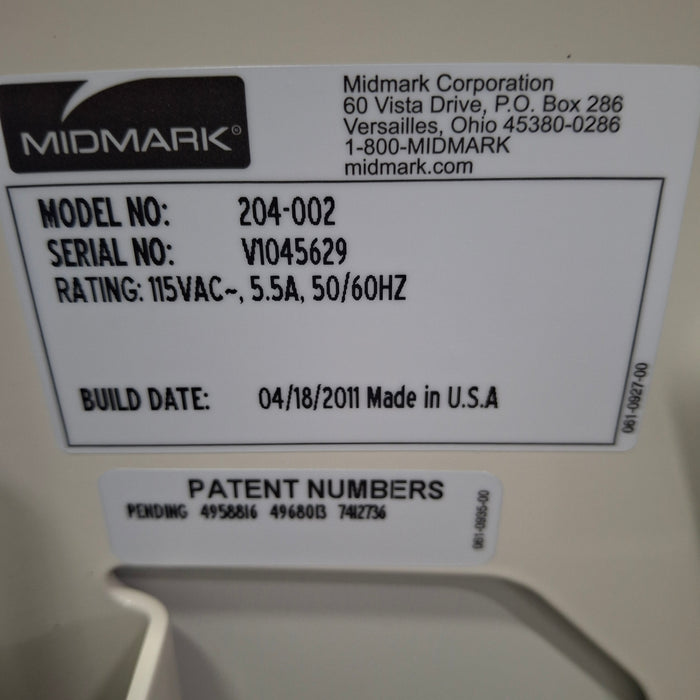 MIDMARK®
Midmark Corporation
60 Vista Drive, P.O. Box 286
Versailles, Ohio 45380-0286
1-800-MIDMARK
midmark.com
MODEL NO: 204-002
SERIAL NO: V1045629
RATING: 115VAC~, 5.5A, 50/60HZ
BUILD DATE: 04/18/2011 Made in U.S.A
061-0927-00
PATENT NUMBERS
PENDING 4958816 4968013 7412736
061-0935-00